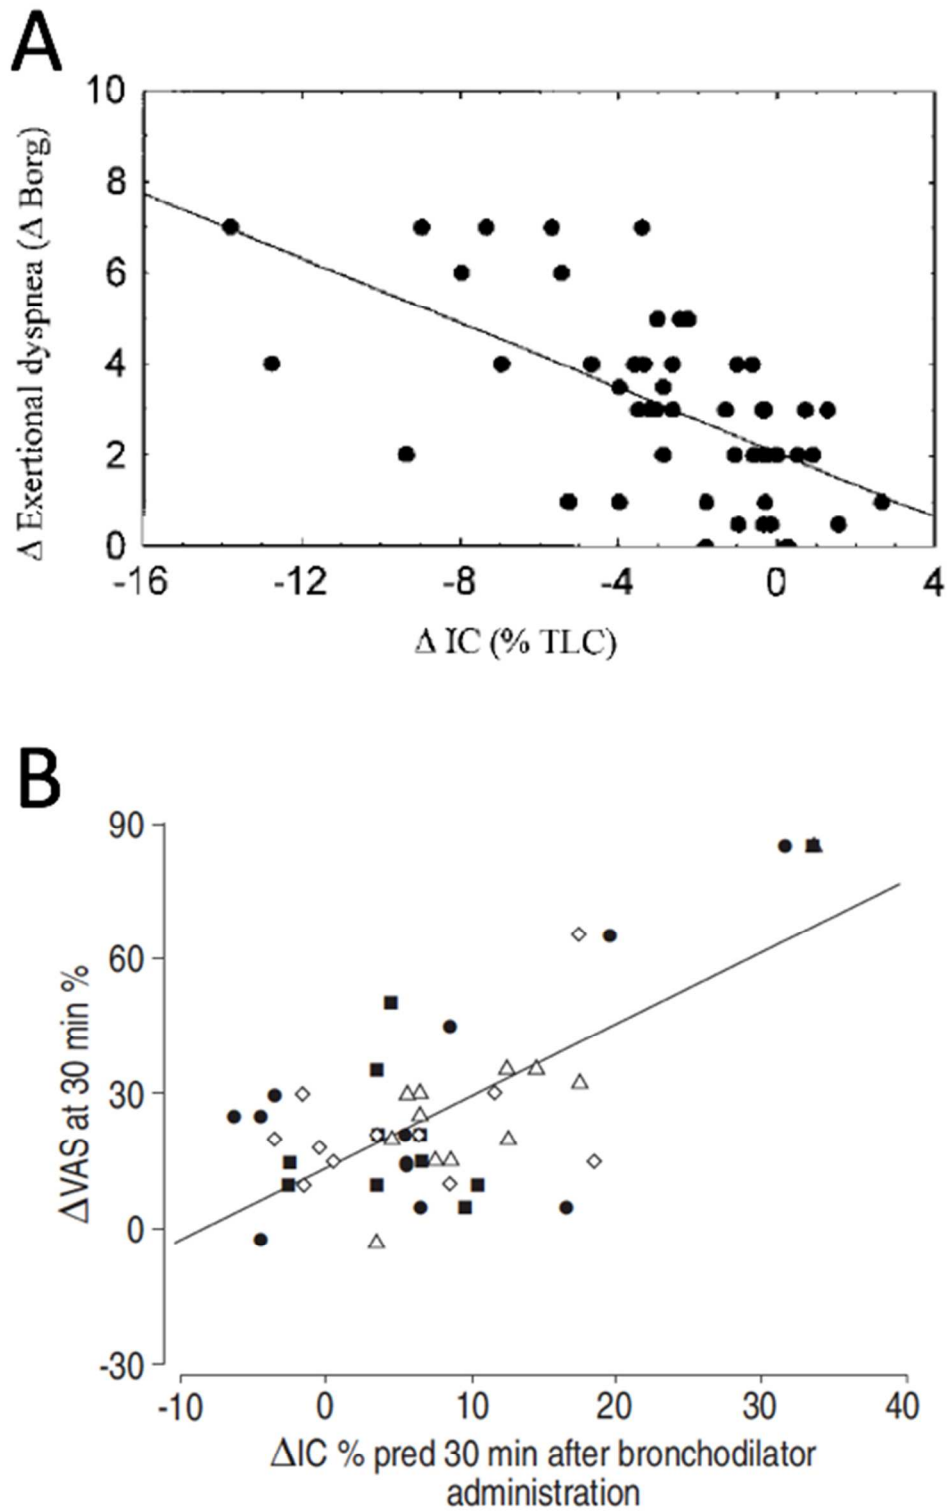 A
10
8
6
4
2
0
Δ Exertional dyspnea (Δ Borg)
-16 -12 -8 -4 0 4
Δ IC (% TLC)
B
90
60
30
0
-30
ΔVAS at 30 min %
-10 0 10 20 30 40
ΔIC % pred 30 min after bronchodilator
administration